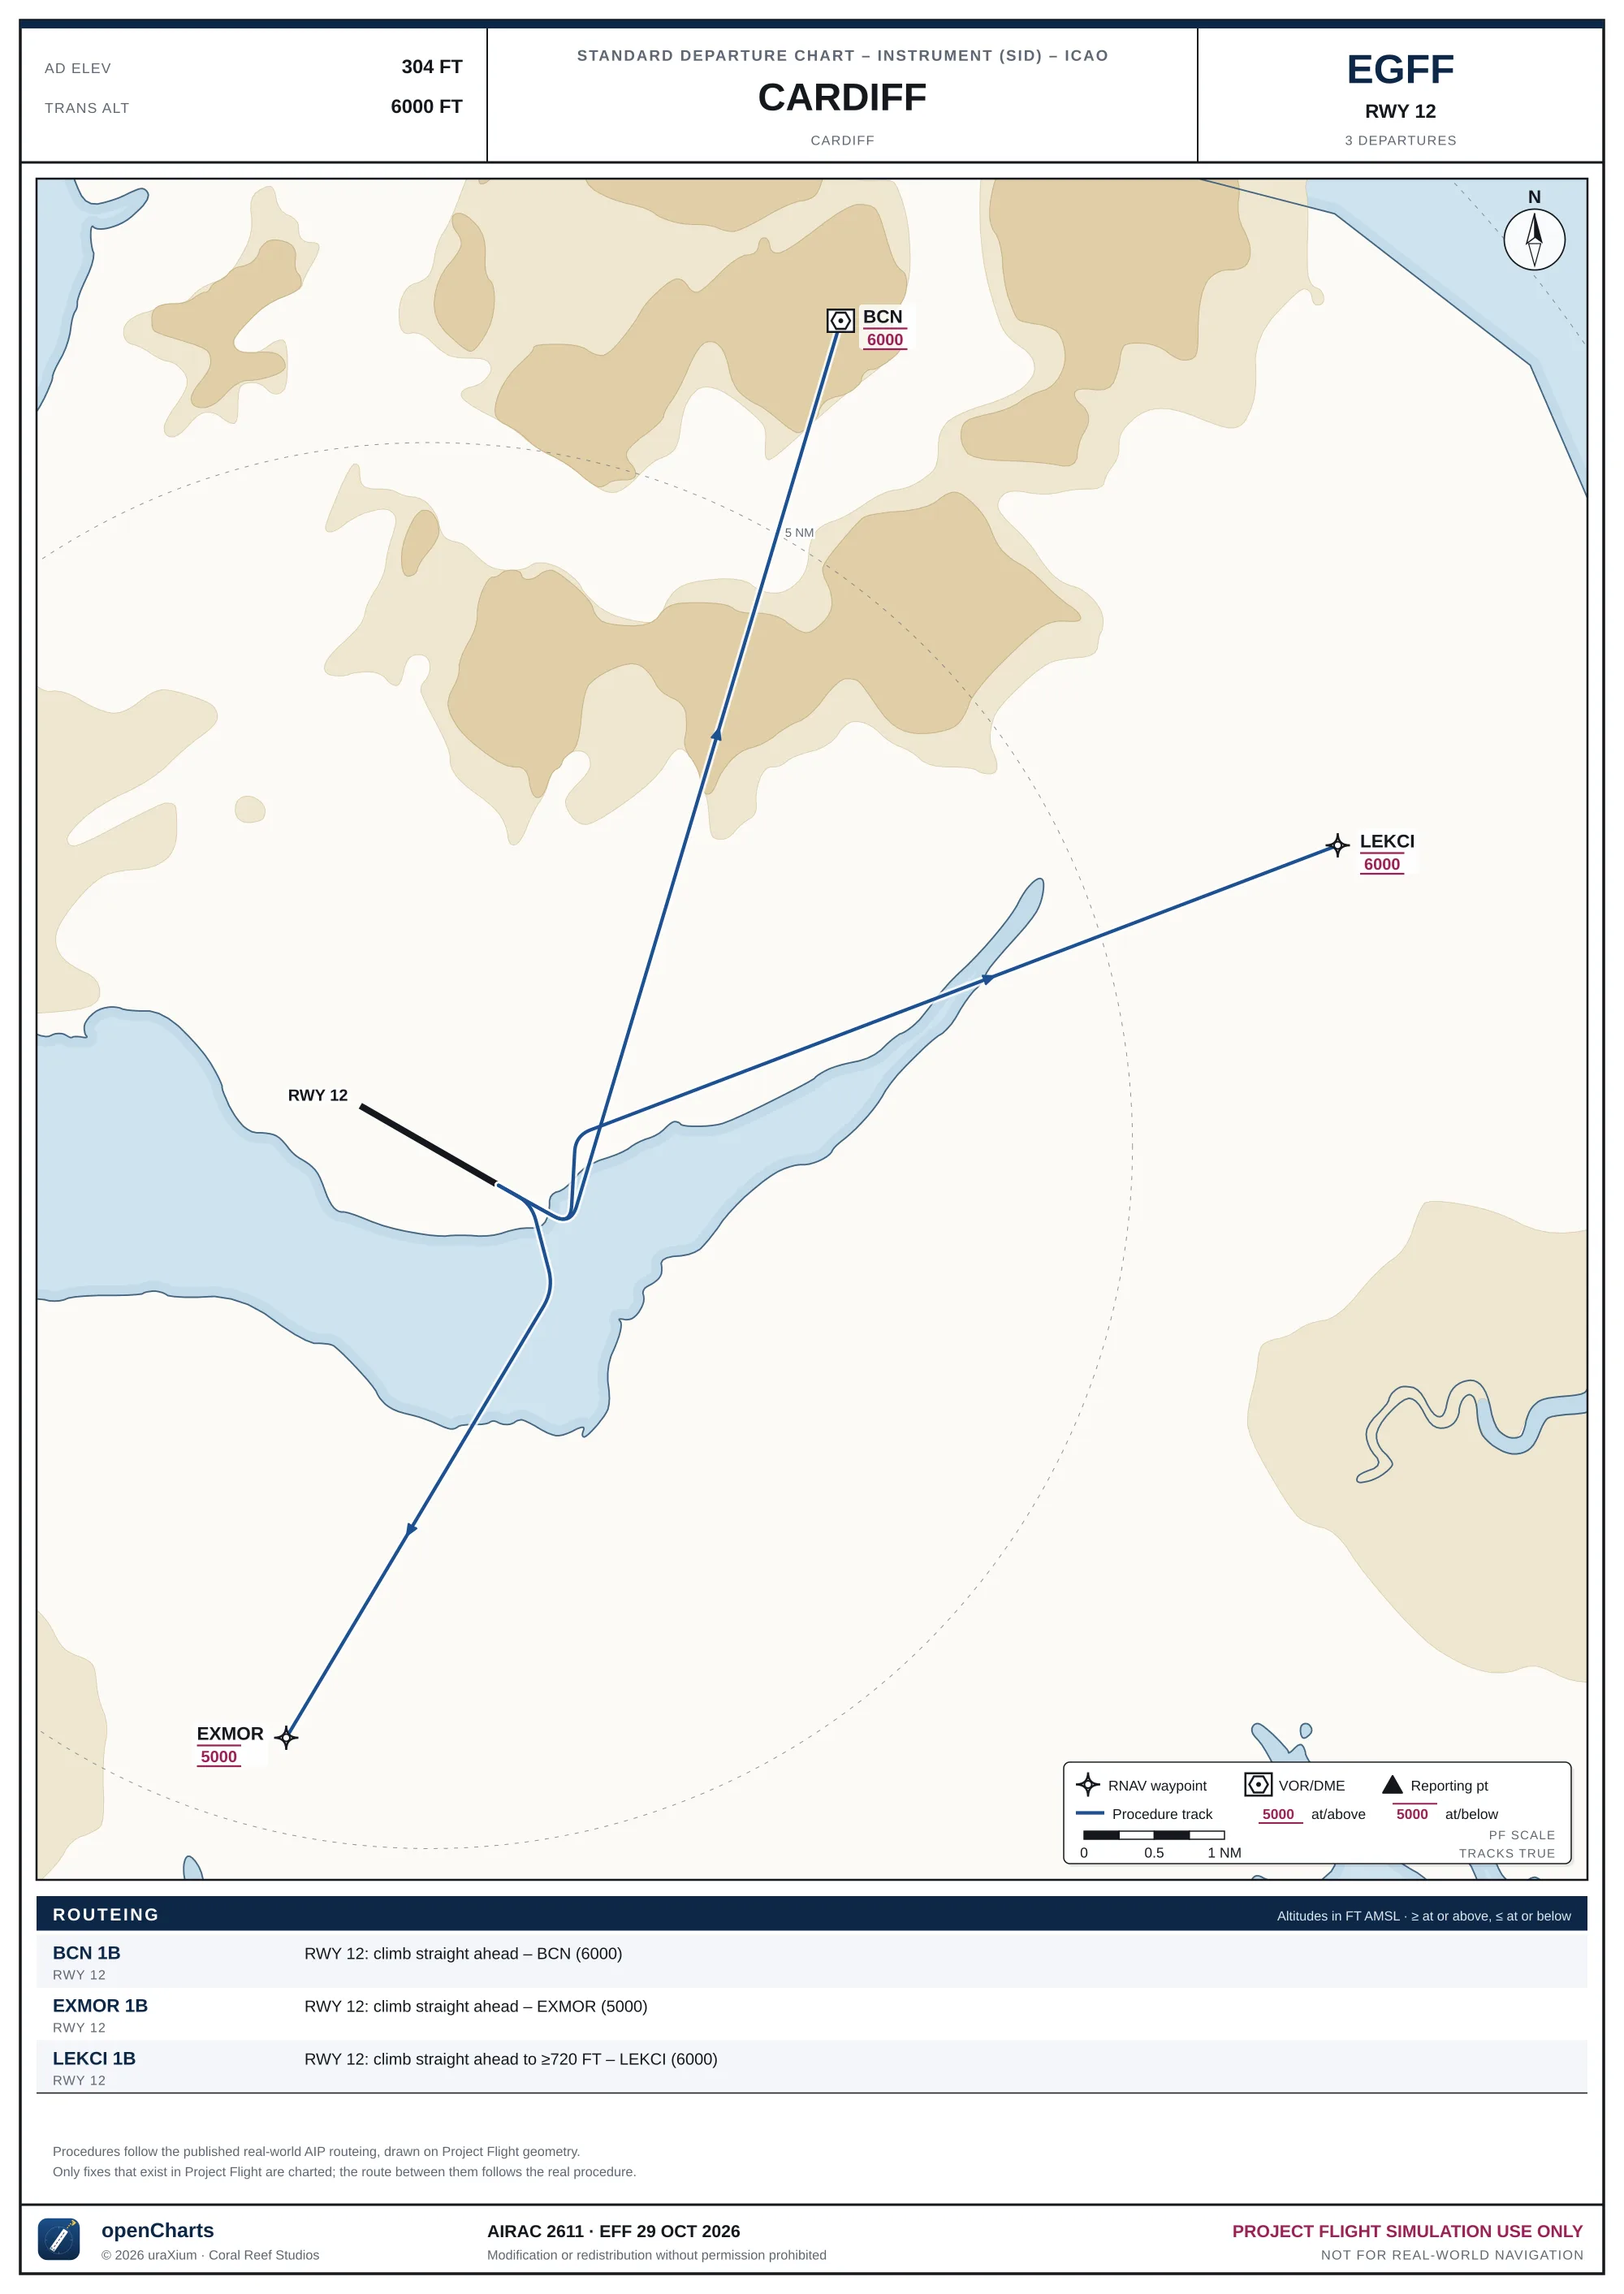 AD ELEV 304 FT
TRANS ALT 6000 FT
STANDARD DEPARTURE CHART – INSTRUMENT (SID) – ICAO
CARDIFF
CARDIFF
EGFF
RWY 12
3 DEPARTURES
N
BCN
6000
5 NM
LEKCI
6000
RWY 12
EXMOR
5000
RNAV waypoint VOR/DME Reporting pt
Procedure track 5000 at/above 5000 at/below
PF SCALE
0 0.5 1 NM
TRACKS TRUE
ROUTEING Altitudes in FT AMSL · ≥ at or above, ≤ at or below
BCN 1B RWY 12: climb straight ahead – BCN (6000)
RWY 12
EXMOR 1B RWY 12: climb straight ahead – EXMOR (5000)
RWY 12
LEKCI 1B RWY 12: climb straight ahead to ≥720 FT – LEKCI (6000)
RWY 12
Procedures follow the published real-world AIP routeing, drawn on Project Flight geometry.
Only fixes that exist in Project Flight are charted; the route between them follows the real procedure.
openCharts
© 2026 uraXium · Coral Reef Studios
AIRAC 2611 · EFF 29 OCT 2026
Modification or redistribution without permission prohibited
PROJECT FLIGHT SIMULATION USE ONLY
NOT FOR REAL-WORLD NAVIGATION